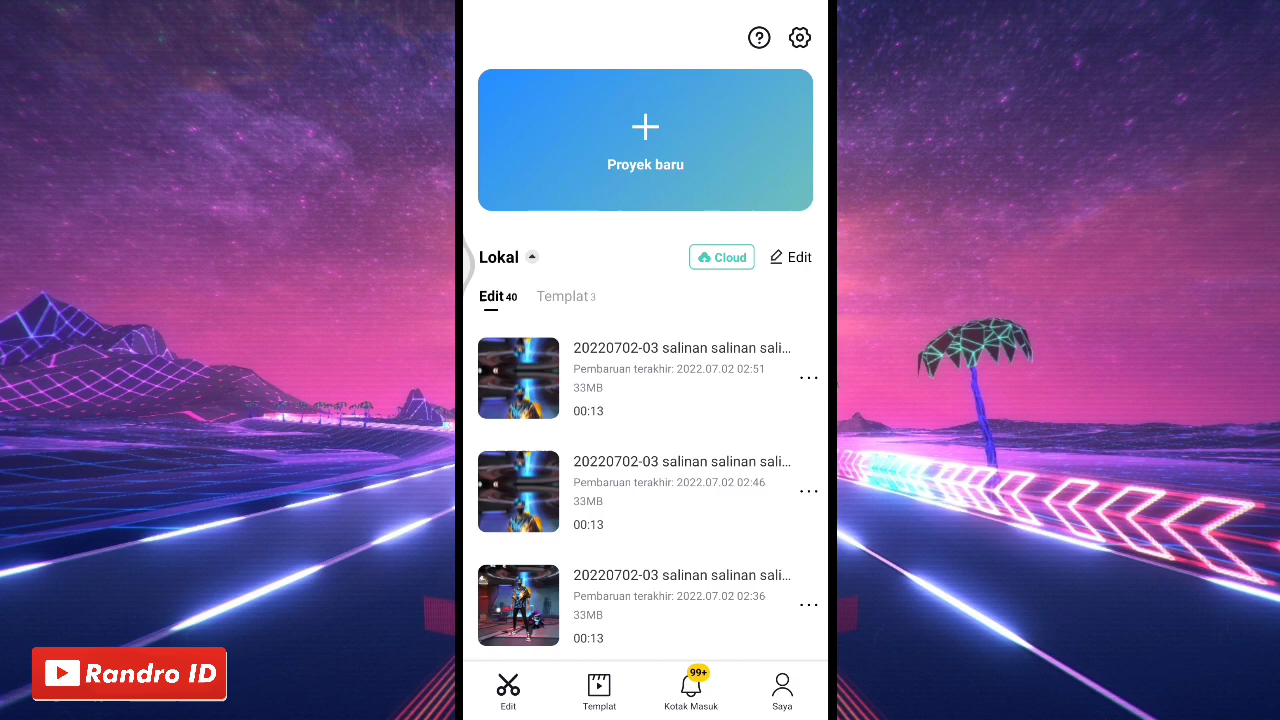 Proyek baru
Lokal
Cloud
Edit
Edit 40
Templat 3
20220702-03 salinan salinan sali...
Pembaruan terakhir: 2022.07.02 02:51
33MB
00:13
20220702-03 salinan salinan sali...
Pembaruan terakhir: 2022.07.02 02.46
33MB
00:13
20220702-03 salinan salinan sali...
Pembaruan terakhir: 2022.07.02 02:36
33MB
00:13
99+
Edit
Templat
Kotak Masuk
Saya
Randro ID